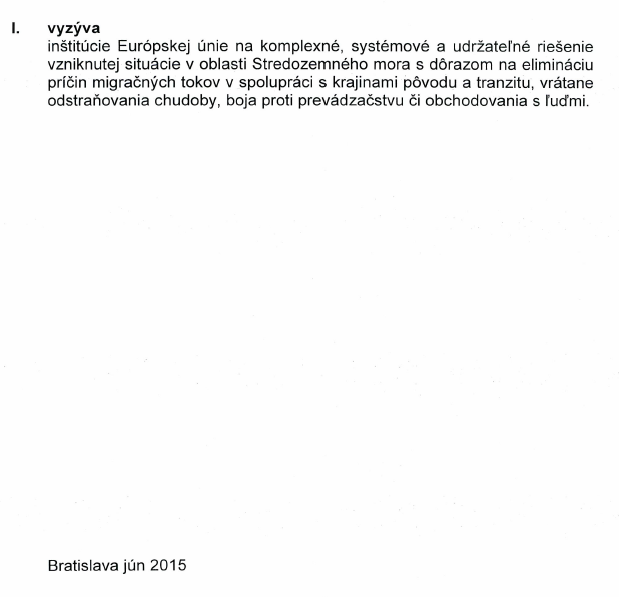 I. vyzýva
inštitúcie Európskej únie na komplexné, systémové a udržateľné riešenie
vzniknutej situácie v oblasti Stredozemného mora s dôrazom na elimináciu
príčin migračných tokov v spolupráci s krajinami pôvodu a tranzitu, vrátane
odstraňovania chudoby, boja proti prevádzačstvu či obchodovania s ľuďmi.
Bratislava jún 2015